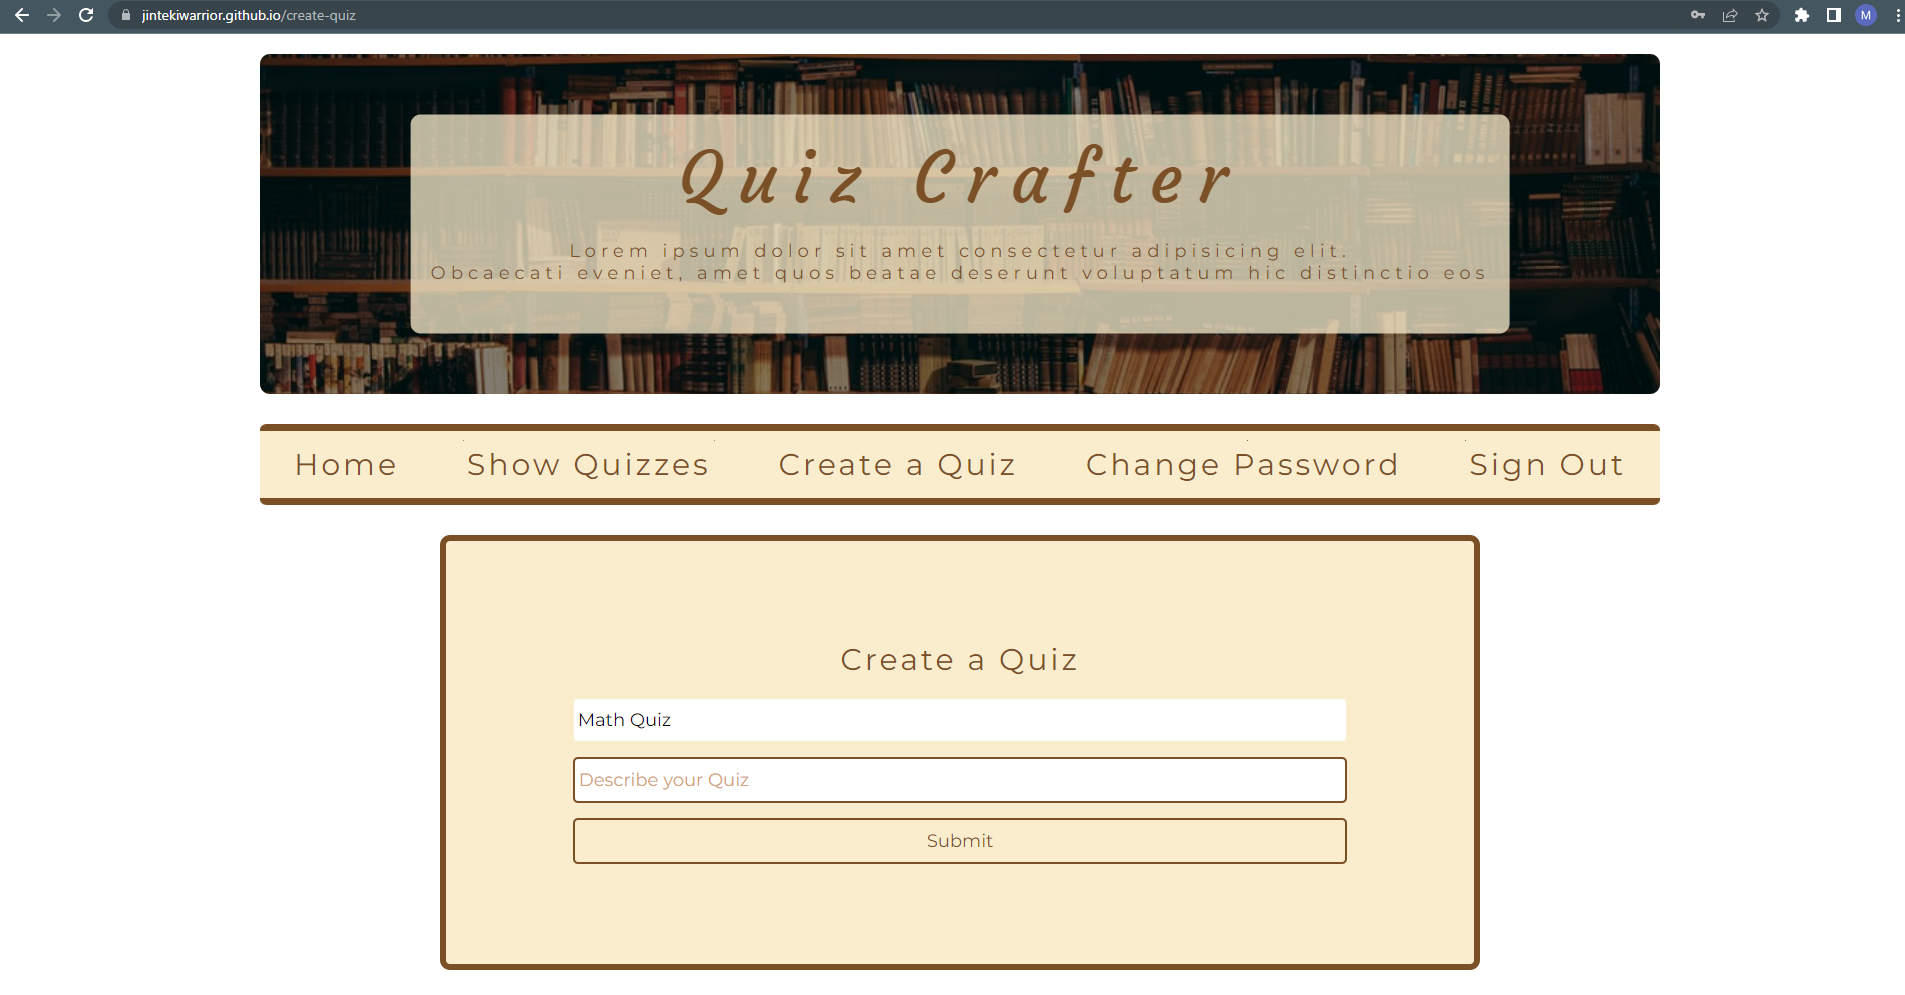 jintekiwarrior.github.io/create-quiz
M
Quiz Crafter
Lorem ipsum dolor sit amet consectetur adipisicing elit.
Obcaecati eveniet, amet quos beatae deserunt voluptatum hic distinctio eos
Home Show Quizzes Create a Quiz Change Password Sign Out
Create a Quiz
Math Quiz
Describe your Quiz
Submit